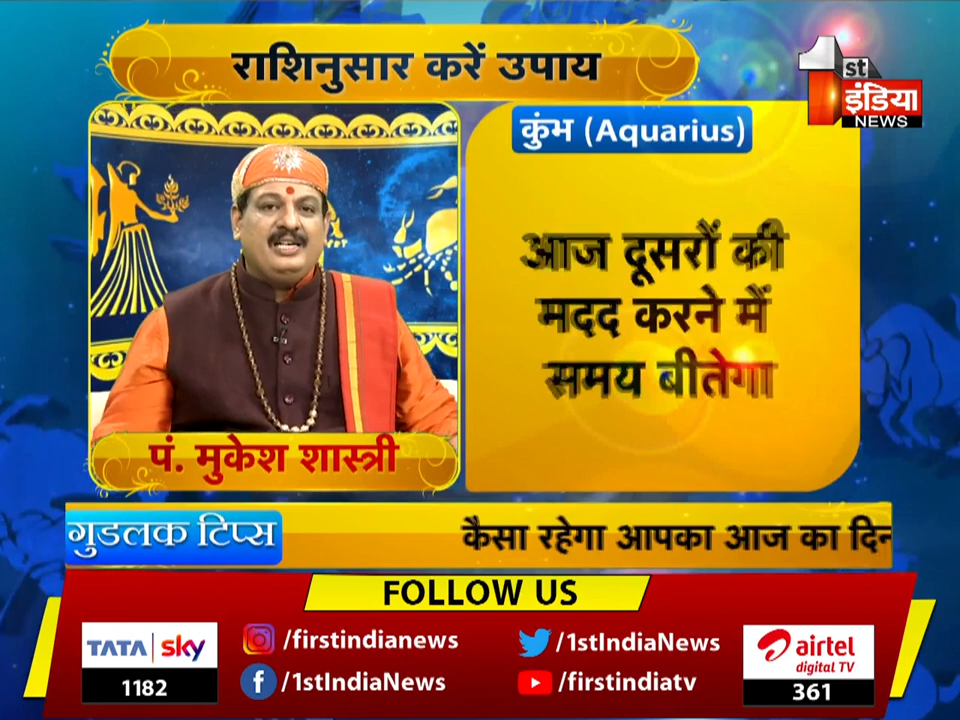 राशिनुसार करें उपाय
1st
इंडिया
NEWS
कुंभ (Aquarius)
आज दूसरों की
मदद करने में
समय बीतेगा
पं. मुकेश शास्त्री
गुडलक टिप्स
कैसा रहेगा आपका आज का दिन
FOLLOW US
TATA sky
1182
/firstindianews
/1stIndiaNews
/1stIndiaNews
/firstindiatv
airtel
digital TV
361